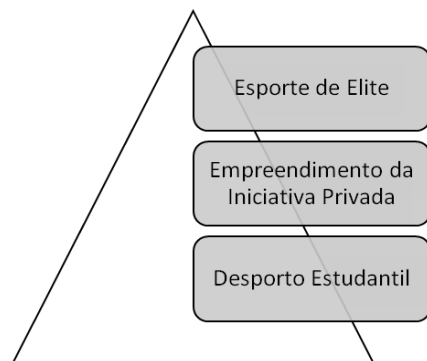 Esporte de Elite
Empreendimento da
Iniciativa Privada
Desporto Estudantil